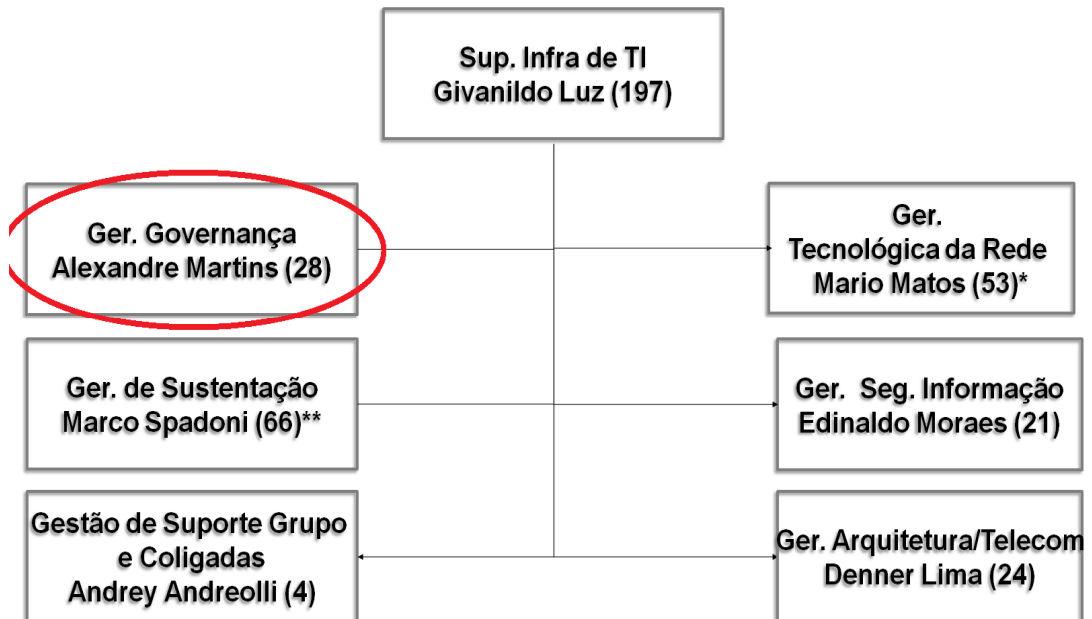 Sup. Infra de TI
Givanildo Luz (197)
Ger. Governança
Alexandre Martins (28)
Ger.
Tecnológica da Rede
Mario Matos (53)*
Ger. de Sustentação
Marco Spadoni (66)**
Ger. Seg. Informação
Edinaldo Moraes (21)
Gestão de Suporte Grupo
e Coligadas
Andrey Andreolli (4)
Ger. Arquitetura/Telecom
Denner Lima (24)